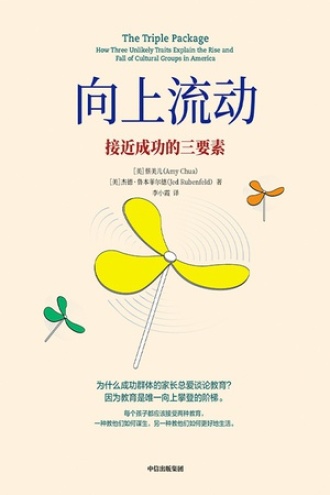 The Triple Package
How Three Unlikely Traits Explain the Rise and
Fall of Cultural Groups in America
向上流动
接近成功的三要素
[美]蔡美儿(Amy Chua)
[美]杰德·鲁本菲尔德(Jed Rubenfeld) 著
李小霞 译
为什么成功群体的家长总爱谈论教育?
因为教育是唯一向上攀登的阶梯。
每个孩子都应该接受两种教育,
一种教他们如何谋生,另一种教他们如何更好地生活。
中信出版集团